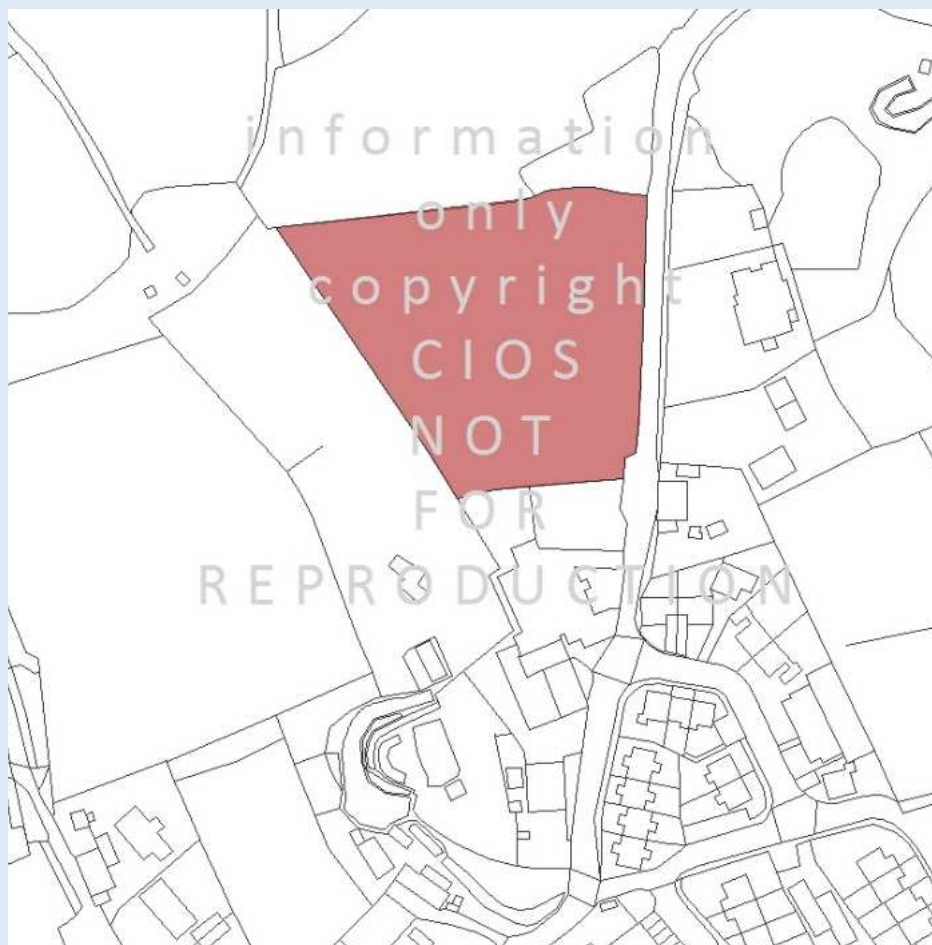 information
only
copyright
CIOS
NOT
FOR
REPRODUCTION